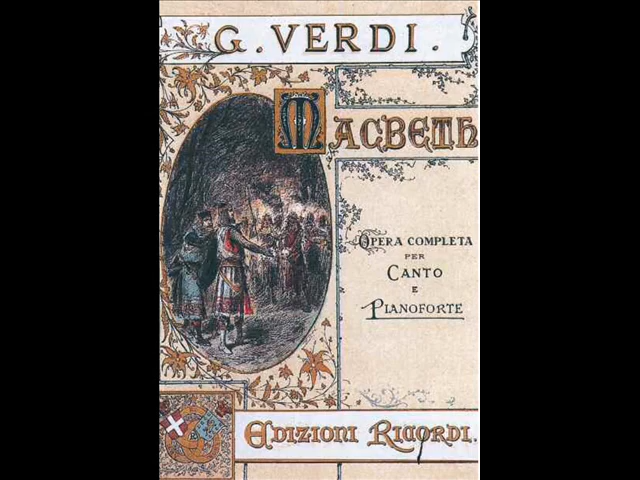 G. VERDI.
MACBETH
OPERA COMPLETA
PER
CANTO
E
PIANOFORTE
EDIZIONI RICORDI.